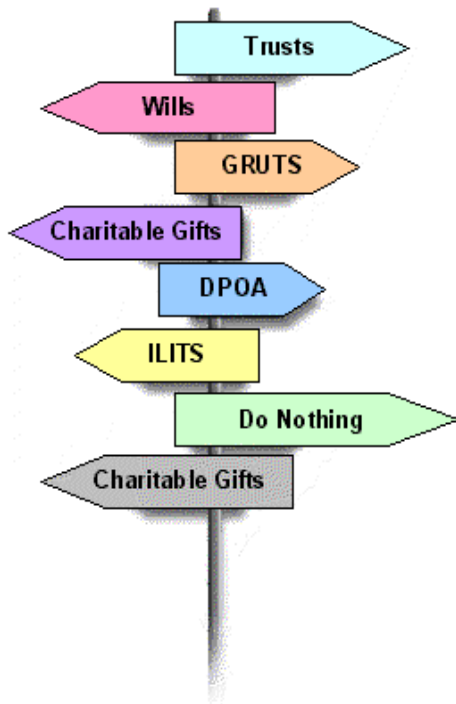 Trusts
Wills
GRUTS
Charitable Gifts
DPOA
ILITS
Do Nothing
Charitable Gifts